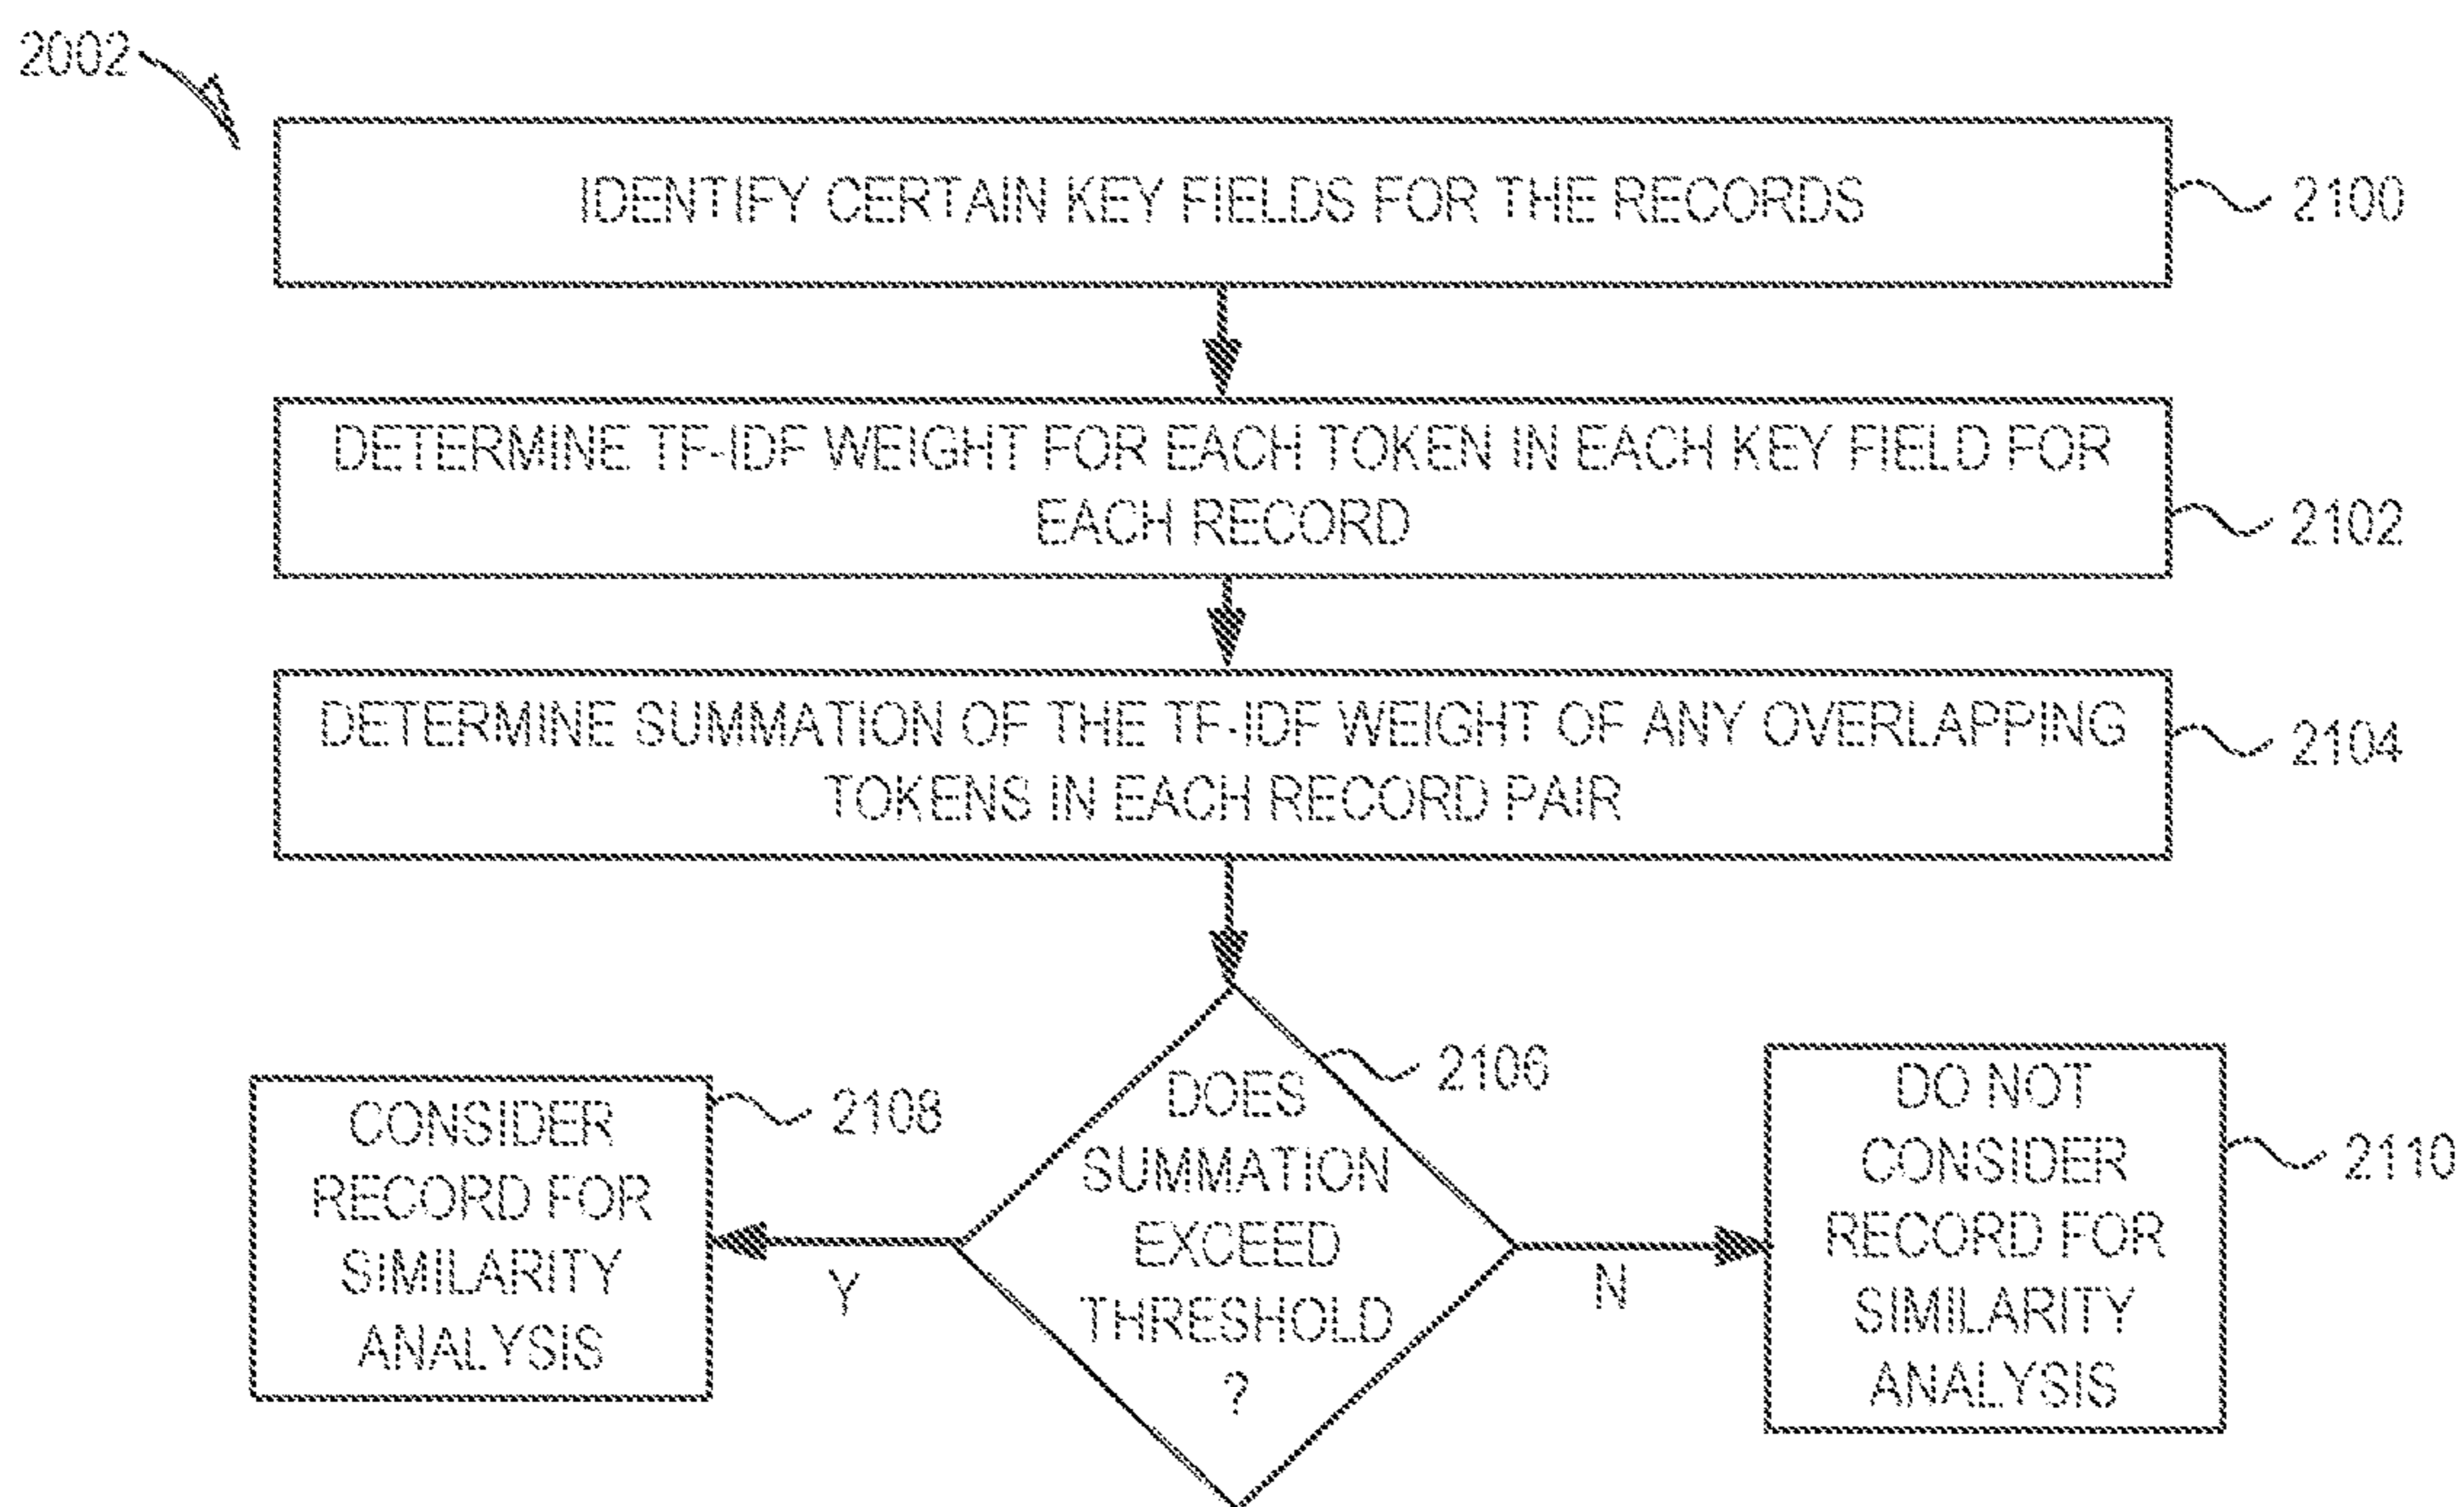 2002
IDENTIFY CERTAIN KEY FIELDS FOR THE RECORDS
2100
DETERMINE TF-IDF WEIGHT FOR EACH TOKEN IN EACH KEY FIELD FOR
EACH RECORD
2102
DETERMINE SUMMATION OF THE TF-IDF WEIGHT OF ANY OVERLAPPING
TOKENS IN EACH RECORD PAIR
2104
CONSIDER
RECORD FOR
SIMILARITY
ANALYSIS
2108
Y
DOES
SUMMATION
EXCEED
THRESHOLD
?
2106
N
DO NOT
CONSIDER
RECORD FOR
SIMILARITY
ANALYSIS
2110